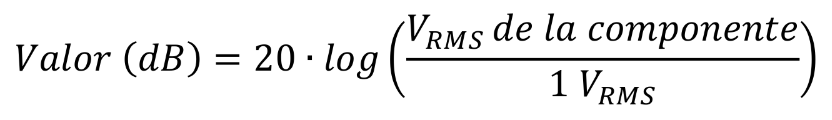 Valor (dB) = 20 · log (V_RMS de la componente / 1 V_RMS)